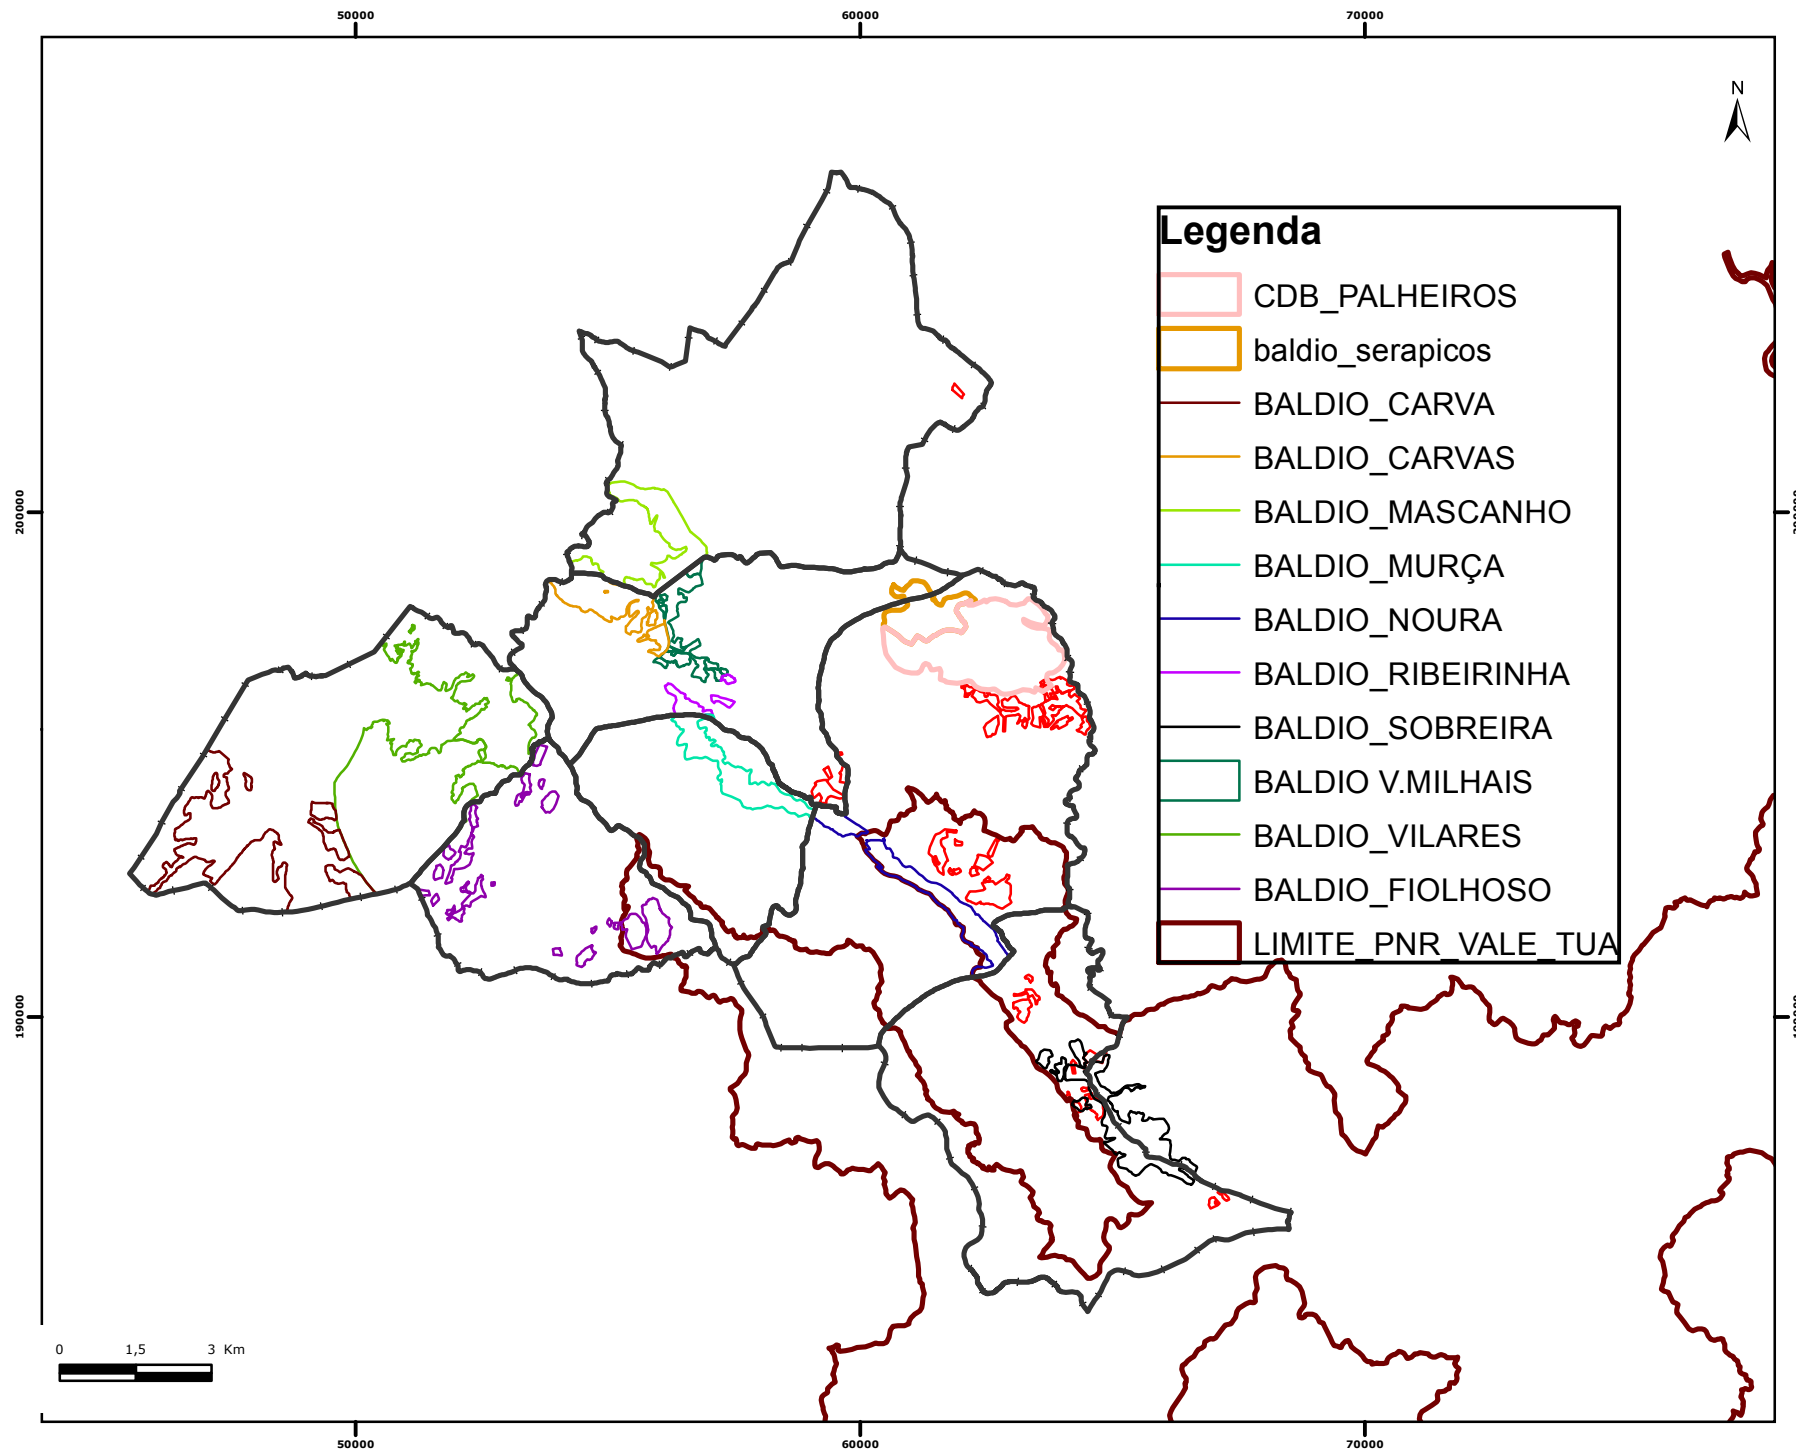 50000 60000 70000
N
Legenda
CDB_PALHEIROS
baldio_serapicos
BALDIO_CARVA
BALDIO_CARVAS
200000
BALDIO_MASCANHO
BALDIO_MURÇA
BALDIO_NOURA
BALDIO_RIBEIRINHA
BALDIO_SOBREIRA
BALDIO V.MILHAIS
BALDIO_VILARES
BALDIO_FIOLHOSO
LIMITE_PNR_VALE_TUA
190000
0 1,5 3 Km
50000 60000 70000